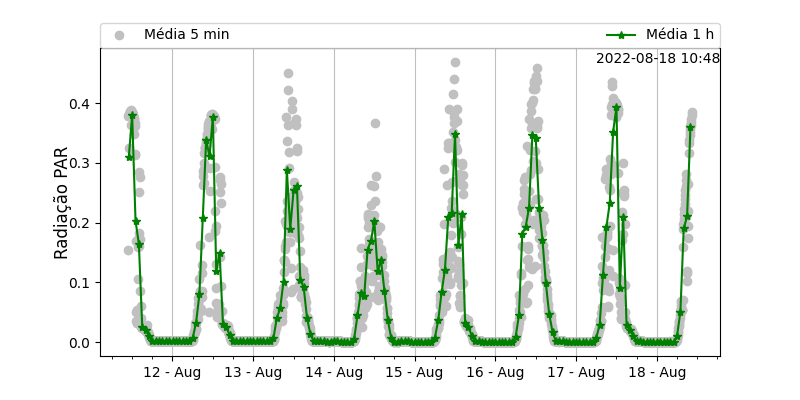 Média 5 min
Média 1 h
2022-08-18 10:48
Radiação PAR
0.4
0.3
0.2
0.1
0.0
12 - Aug
13 - Aug
14 - Aug
15 - Aug
16 - Aug
17 - Aug
18 - Aug